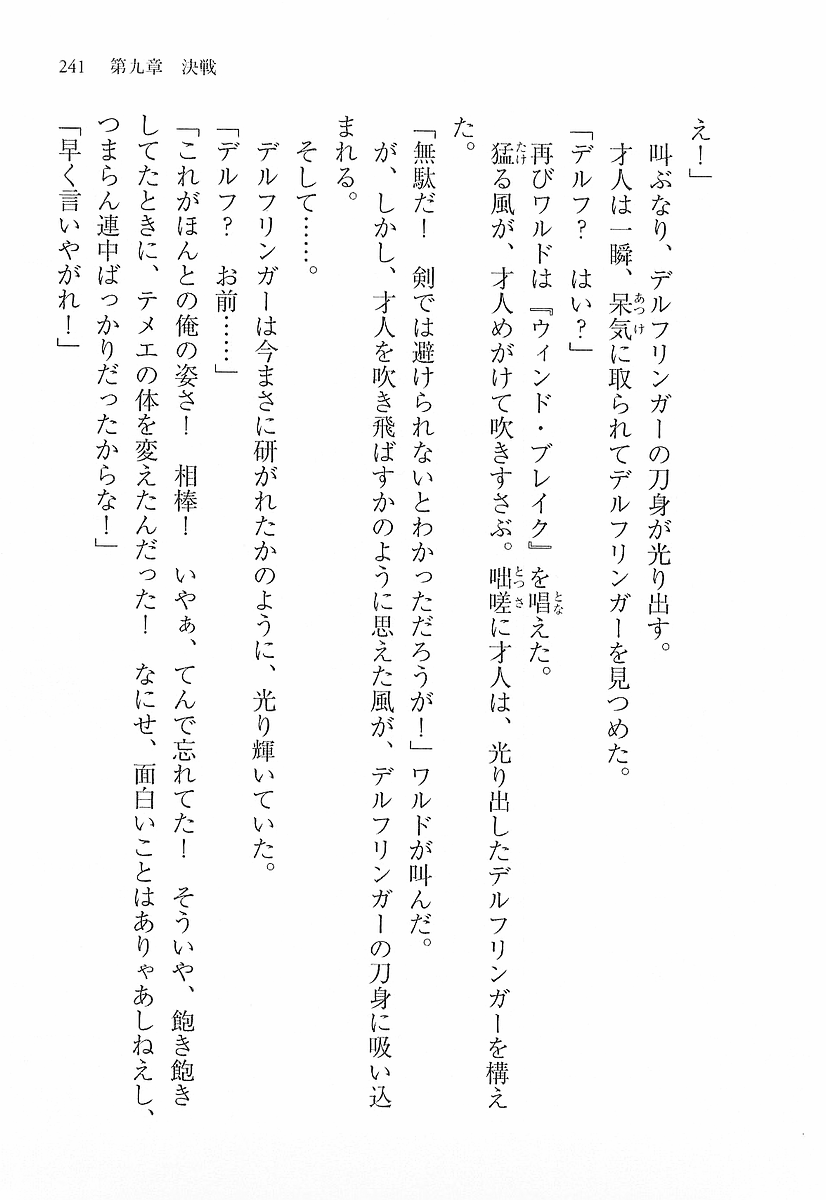 241　第九章　決戦
え！」
　叫ぶなり、デルフリンガーの刀身が光り出す。
　才人は一瞬、呆気に取られてデルフリンガーを見つめた。
「デルフ？　はい？」
　再びワルドは『ウィンド・ブレイク』を唱えた。
　猛る風が、才人めがけて吹きすさぶ。咄嗟に才人は、光り出したデルフリンガーを構え
た。
「無駄だ！　剣では避けられないとわかっただろうが！」ワルドが叫んだ。
　が、しかし、才人を吹き飛ばすかのように思えた風が、デルフリンガーの刀身に吸い込
まれる。
　そして……。
　デルフリンガーは今まさに研がれたかのように、光り輝いていた。
「デルフ？　お前……」
「これがほんとの俺の姿さ！　相棒！　いやぁ、てんで忘れてた！　そういや、飽き飽き
してたときに、テメエの体を変えたんだった！　なにせ、面白いことはありゃあしねえし、
つまらん連中ばっかりだったからな！」
「早く言いやがれ！」